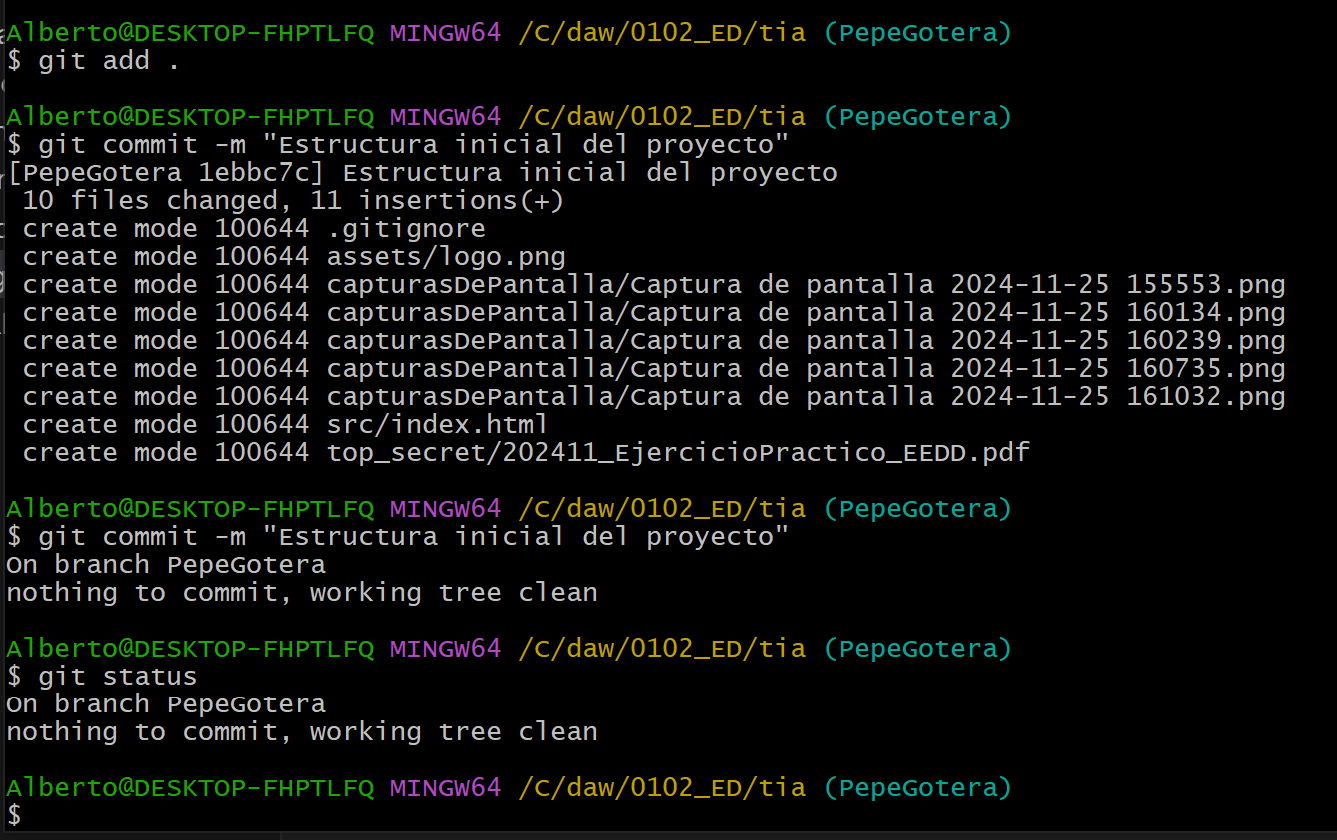 Alberto@DESKTOP-FHPTLFQ MINGW64 /C/daw/0102_ED/tia (PepeGotera)
$ git add .
Alberto@DESKTOP-FHPTLFQ MINGW64 /C/daw/0102_ED/tia (PepeGotera)
$ git commit -m "Estructura inicial del proyecto"
[PepeGotera 1ebbc7c] Estructura inicial del proyecto
 10 files changed, 11 insertions(+)
 create mode 100644 .gitignore
 create mode 100644 assets/logo.png
 create mode 100644 capturasDePantalla/Captura de pantalla 2024-11-25 155553.png
 create mode 100644 capturasDePantalla/Captura de pantalla 2024-11-25 160134.png
 create mode 100644 capturasDePantalla/Captura de pantalla 2024-11-25 160239.png
 create mode 100644 capturasDePantalla/Captura de pantalla 2024-11-25 160735.png
 create mode 100644 capturasDePantalla/Captura de pantalla 2024-11-25 161032.png
 create mode 100644 src/index.html
 create mode 100644 top_secret/202411_EjercicioPractico_EEDD.pdf
Alberto@DESKTOP-FHPTLFQ MINGW64 /C/daw/0102_ED/tia (PepeGotera)
$ git commit -m "Estructura inicial del proyecto"
On branch PepeGotera
nothing to commit, working tree clean
Alberto@DESKTOP-FHPTLFQ MINGW64 /C/daw/0102_ED/tia (PepeGotera)
$ git status
On branch PepeGotera
nothing to commit, working tree clean
Alberto@DESKTOP-FHPTLFQ MINGW64 /C/daw/0102_ED/tia (PepeGotera)
$